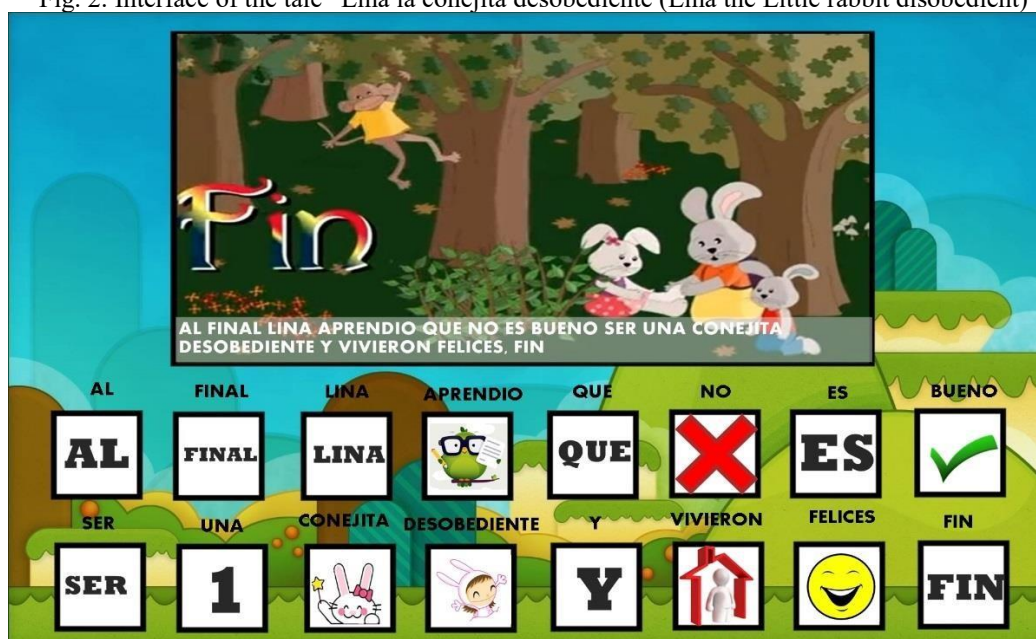 Fig. 2. Interface of the tale "Lina la conejita desobediente (Lina the Little rabbit disobedient)
Fin
AL FINAL LINA APRENDIO QUE NO ES BUENO SER UNA CONEJITA
DESOBEDIENTE Y VIVIERON FELICES, FIN
AL FINAL LINA APRENDIO QUE NO ES BUENO
AL FINAL LINA QUE ES
SER UNA CONEJITA DESOBEDIENTE Y VIVIERON FELICES FIN
SER 1 Y FIN